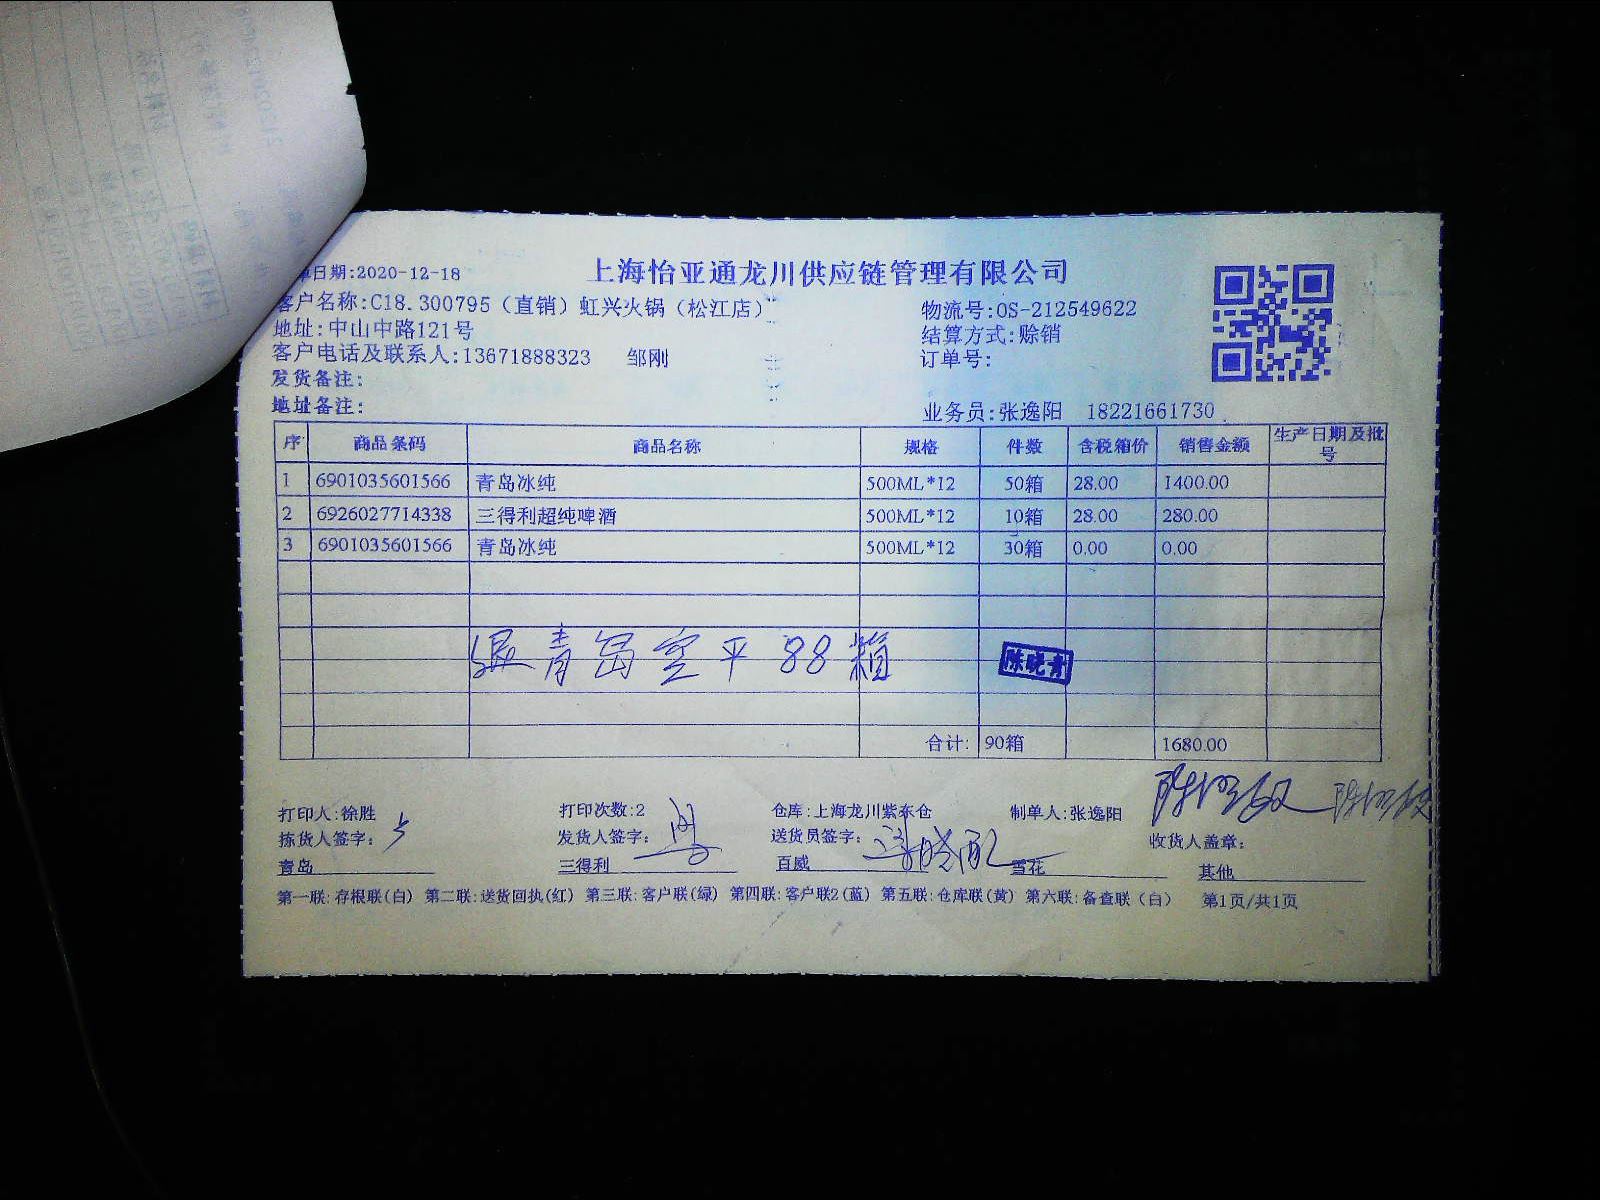 日期:2020-12-18
上海怡亚通龙川供应链管理有限公司
客户名称:C18.300795（直销）虹兴火锅（松江店）
物流号:OS-212549622
地址:中山中路121号
结算方式:赊销
客户电话及联系人:13671888323 邹刚
订单号:
发货备注:
地址备注:
业务员:张逸阳 18221661730
序 商品条码 商品名称 规格 件数 含税箱价 销售金额 生产日期及批号
1 6901035601566 青岛冰纯 500ML*12 50箱 28.00 1400.00
2 6926027714338 三得利超纯啤酒 500ML*12 10箱 28.00 280.00
3 6901035601566 青岛冰纯 500ML*12 30箱 0.00 0.00
退青岛空平88箱
陈晓青
合计: 90箱 1680.00
打印人:徐胜 打印次数:2 仓库:上海龙川紫东仓 制单人:张逸阳
拣货人签字: 发货人签字: 送货员签字: 收货人盖章:
青岛 三得利 百威 雪花 其他
第一联:存根联(白) 第二联:送货回执(红) 第三联:客户联(绿) 第四联:客户联2(蓝) 第五联:仓库联(黄) 第六联:备查联（白） 第1页/共1页